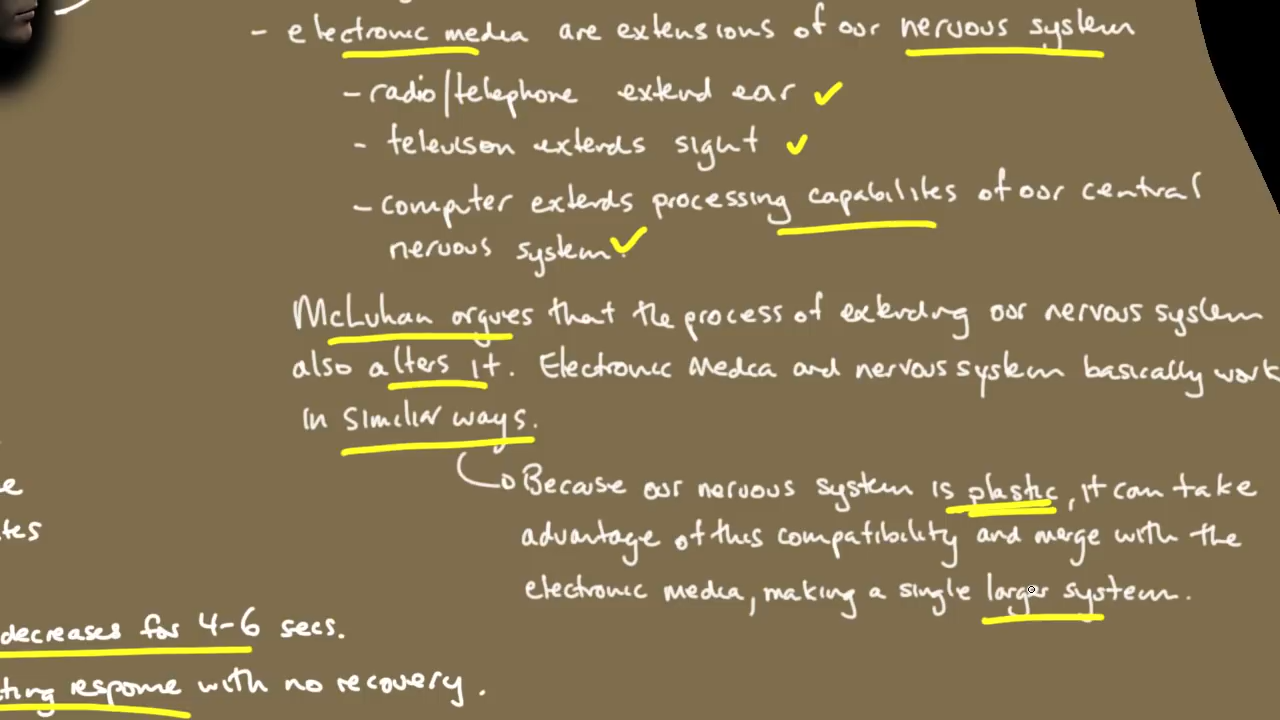 - electronic media are extensions of our nervous system
- radio/telephone extend ear ✓
- television extends sight ✓
- computer extends processing capabilites of our central
nervous system. ✓
McLuhan argues that the process of extending our nervous system
also alters it. Electronic Media and nervous system basically work
in similar ways.
Because our nervous system is plastic, it can take
advantage of this compatibility and merge with the
electronic media, making a single larger system.
decreases for 4-6 secs.
with no recovery.